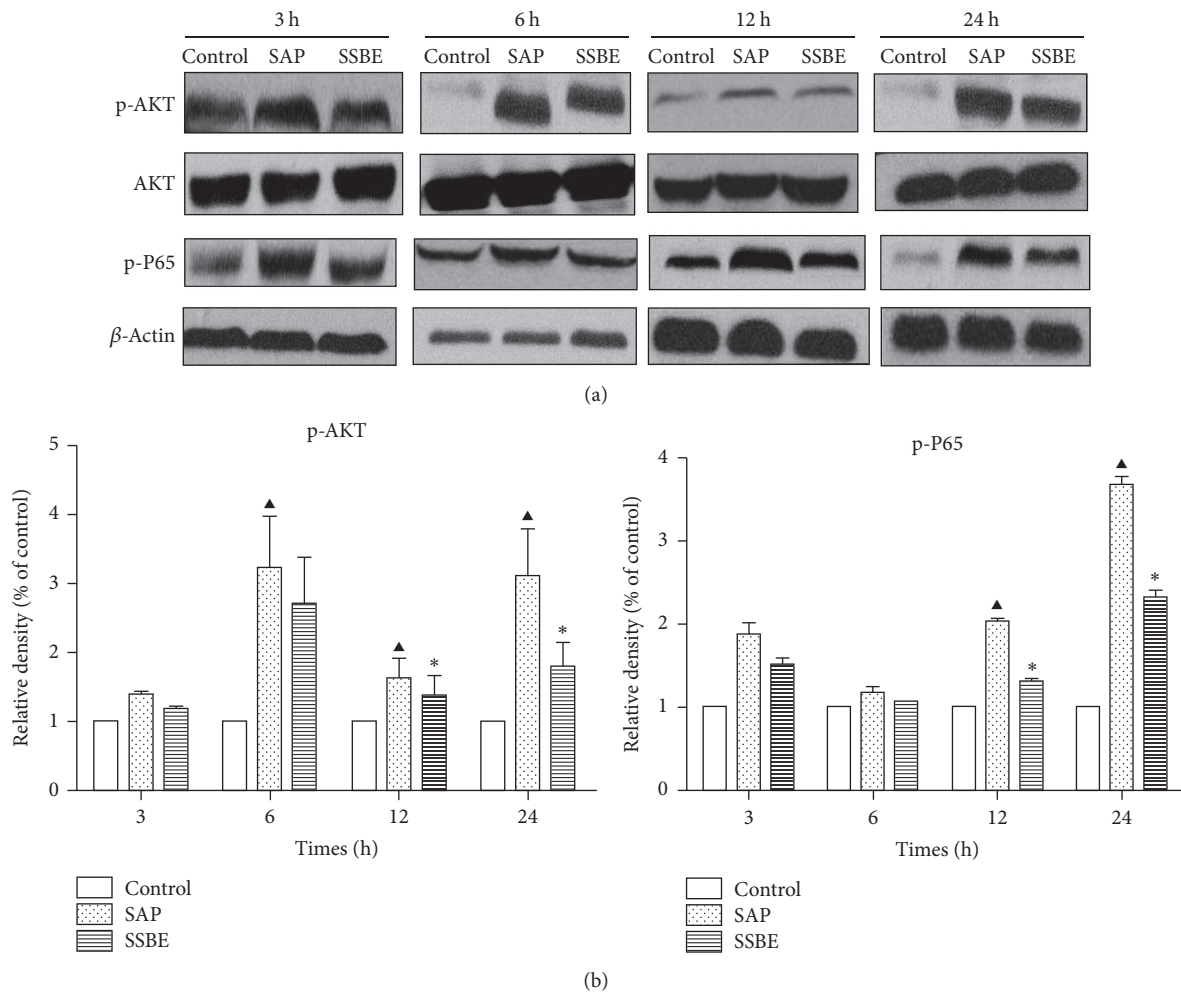 3 h 6 h 12 h 24 h
Control SAP SSBE Control SAP SSBE Control SAP SSBE Control SAP SSBE
p-AKT
AKT
p-P65
β-Actin
(a)
p-AKT
Relative density (% of control)
5
4
3
2
1
0
▲
▲
*
▲
*
3 6 12 24
Times (h)
Control
SAP
SSBE
p-P65
Relative density (% of control)
4
3
2
1
0
▲
*
▲
*
3 6 12 24
Times (h)
Control
SAP
SSBE
(b)